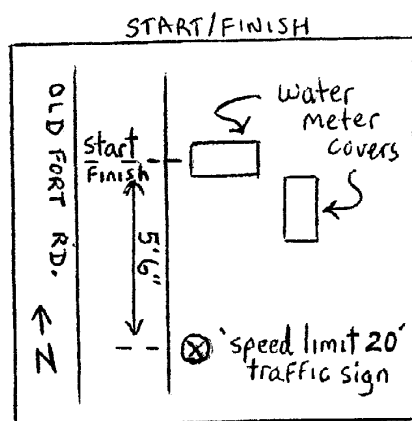 START/FINISH
OLD FORT RD.
← N
Start
Finish
5'6"
water
meter
covers
'speed limit 20'
traffic sign